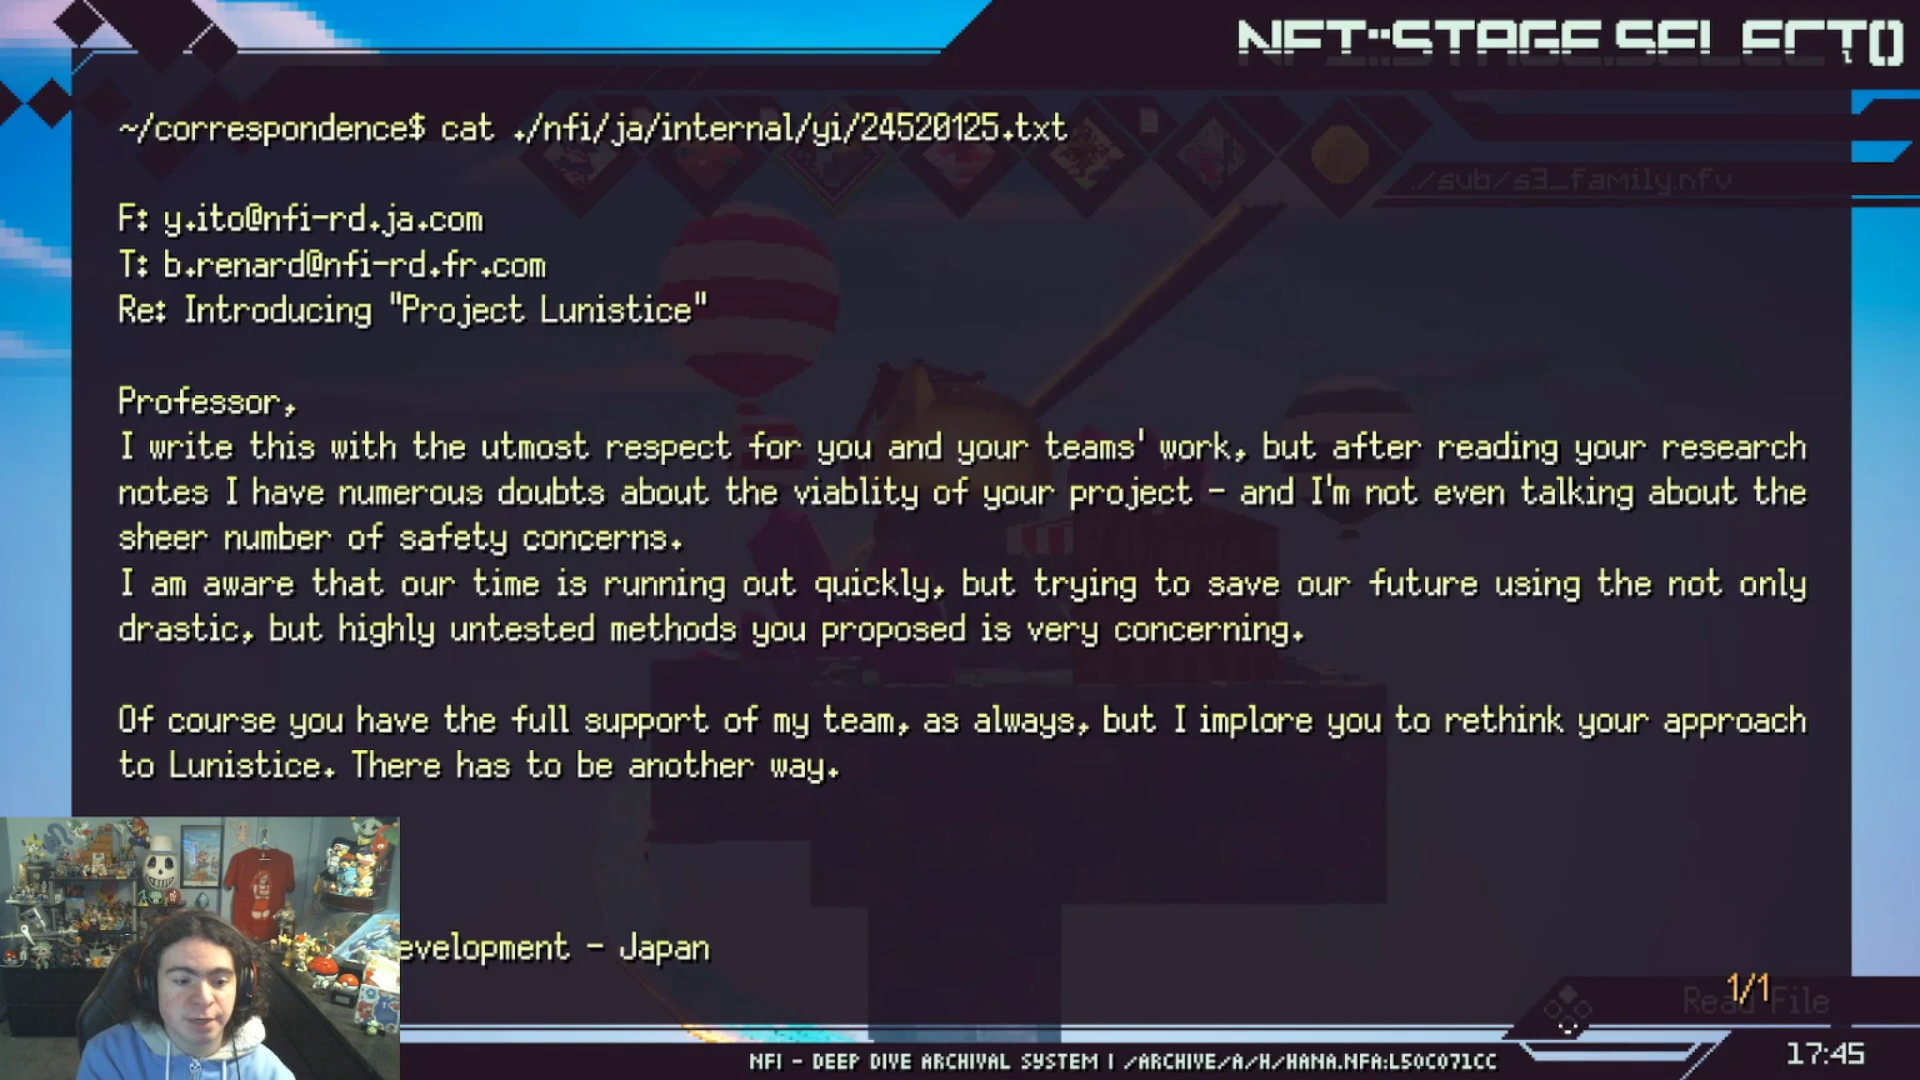 NFI::STAGE.SELECT()
~/correspondence$ cat ./nfi/ja/internal/yi/24520125.txt
./sub/s3_family.nfv
F: y.ito@nfi-rd.ja.com
T: b.renard@nfi-rd.fr.com
Re: Introducing "Project Lunistice"
Professor,
I write this with the utmost respect for you and your teams' work, but after reading your research
notes I have numerous doubts about the viablity of your project - and I'm not even talking about the
sheer number of safety concerns.
I am aware that our time is running out quickly, but trying to save our future using the not only
drastic, but highly untested methods you proposed is very concerning.
Of course you have the full support of my team, as always, but I implore you to rethink your approach
to Lunistice. There has to be another way.
evelopment - Japan
1/1
Read File
17:45
NFI - DEEP DIVE ARCHIVAL SYSTEM | /ARCHIVE/A/H/HANA.NFA:L50C071CC